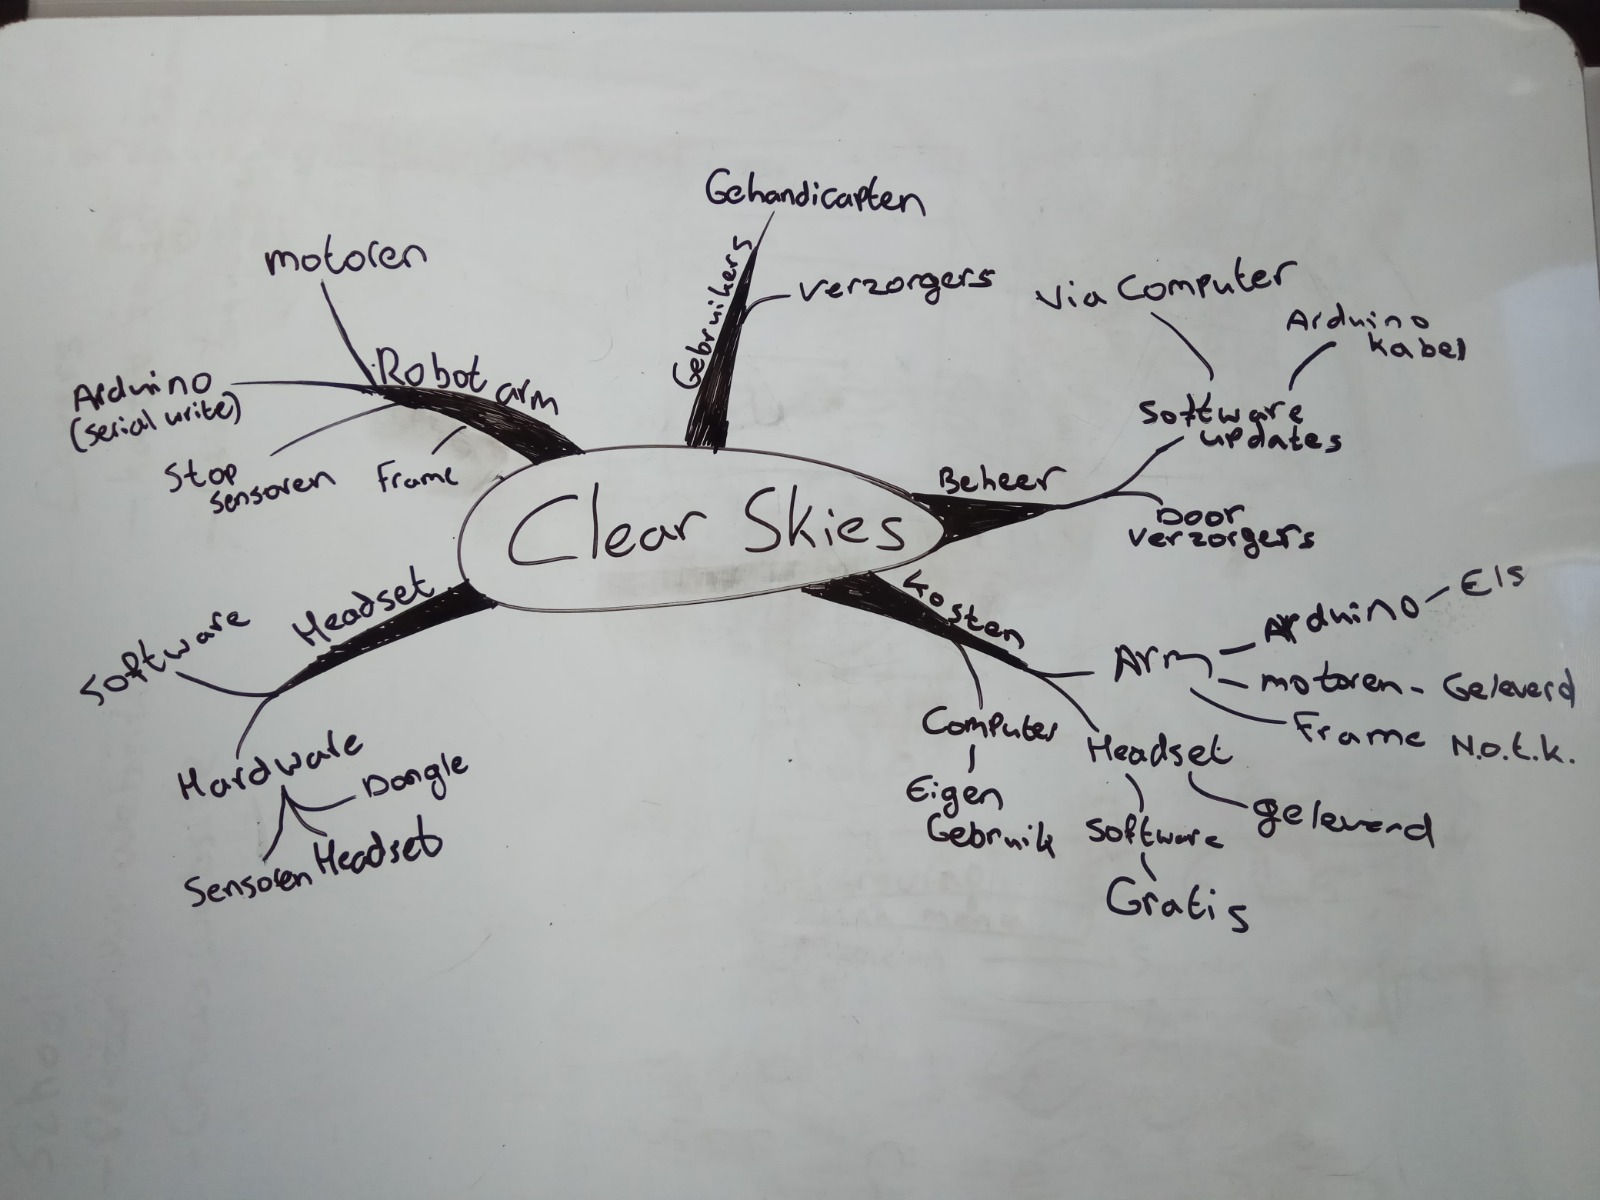 Gehandicapten
Gebruikers
verzorgers
motoren
Robot arm
Arduino
(serial write)
Stop
sensoren
Frame
Via Computer
Arduino
kabel
Software
updates
Beheer
Door
verzorgers
Clear Skies
Headset
Software
Hardware
Dongle
Headset
Sensoren
Kosten
Arm
Arduino - E15
motoren - Geleverd
Frame N.o.t.k.
Computer
Eigen
Gebruik
Headset
geleverd
Software
Gratis